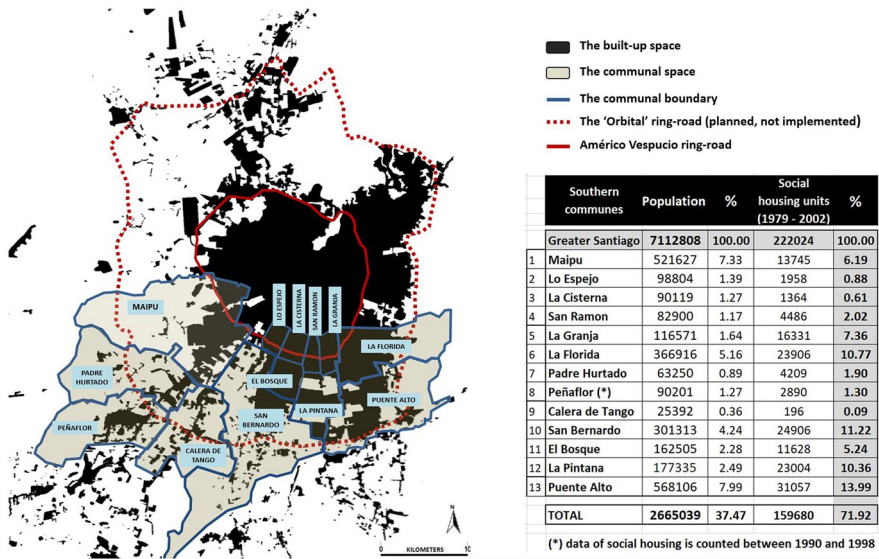 The built-up space
The communal space
The communal boundary
The 'Orbital' ring-road (planned, not implemented)
Américo Vespucio ring-road
MAIPU
LO ESPEJO
LA CISTERNA
SAN RAMON
LA GRANJA
LA FLORIDA
PADRE
HURTADO
EL BOSQUE
PUENTE ALTO
PEÑAFLOR
SAN
BERNARDO
LA PINTANA
CALERA DE
TANGO
N
0 KILOMETERS 10
Southern communes Population % Social housing units (1979 - 2002) %
Greater Santiago 7112808 100.00 222024 100.00
1 Maipu 521627 7.33 13745 6.19
2 Lo Espejo 98804 1.39 1958 0.88
3 La Cisterna 90119 1.27 1364 0.61
4 San Ramon 82900 1.17 4486 2.02
5 La Granja 116571 1.64 16331 7.36
6 La Florida 366916 5.16 23906 10.77
7 Padre Hurtado 63250 0.89 4209 1.90
8 Peñaflor (*) 90201 1.27 2890 1.30
9 Calera de Tango 25392 0.36 196 0.09
10 San Bernardo 301313 4.24 24906 11.22
11 El Bosque 162505 2.28 11628 5.24
12 La Pintana 177335 2.49 23004 10.36
13 Puente Alto 568106 7.99 31057 13.99
TOTAL 2665039 37.47 159680 71.92
(*) data of social housing is counted between 1990 and 1998